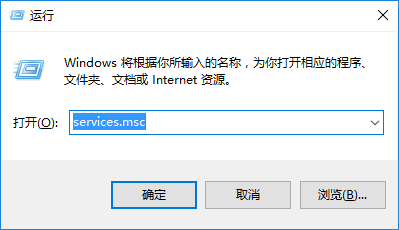 运行
Windows 将根据你所输入的名称，为你打开相应的程序、
文件夹、文档或 Internet 资源。
打开(O): services.msc
确定 取消 浏览(B)...